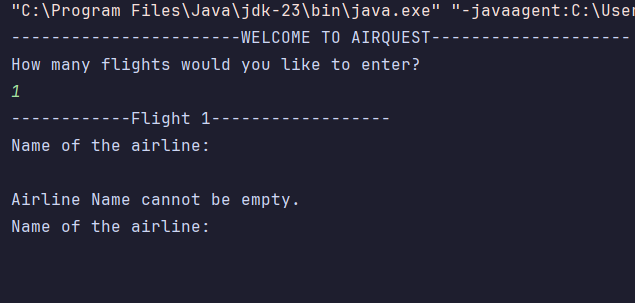 "C:\Program Files\Java\jdk-23\bin\java.exe" "-javaagent:C:\User
-----------------------WELCOME TO AIRQUEST--------------------
How many flights would you like to enter?
1
------------Flight 1------------------
Name of the airline:
Airline Name cannot be empty.
Name of the airline: